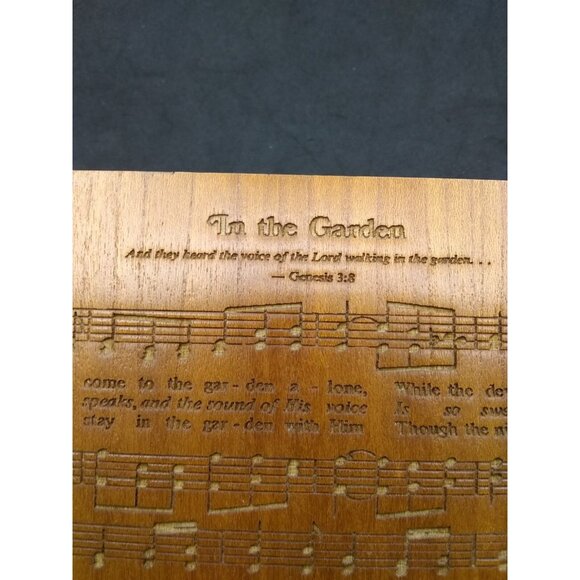 In the Garden
And they heard the voice of the Lord walking in the garden. . .
— Genesis 3:8
come to the gar - den a - lone, While the
speaks, and the sound of His voice Is so
stay in the gar - den with Him Though the